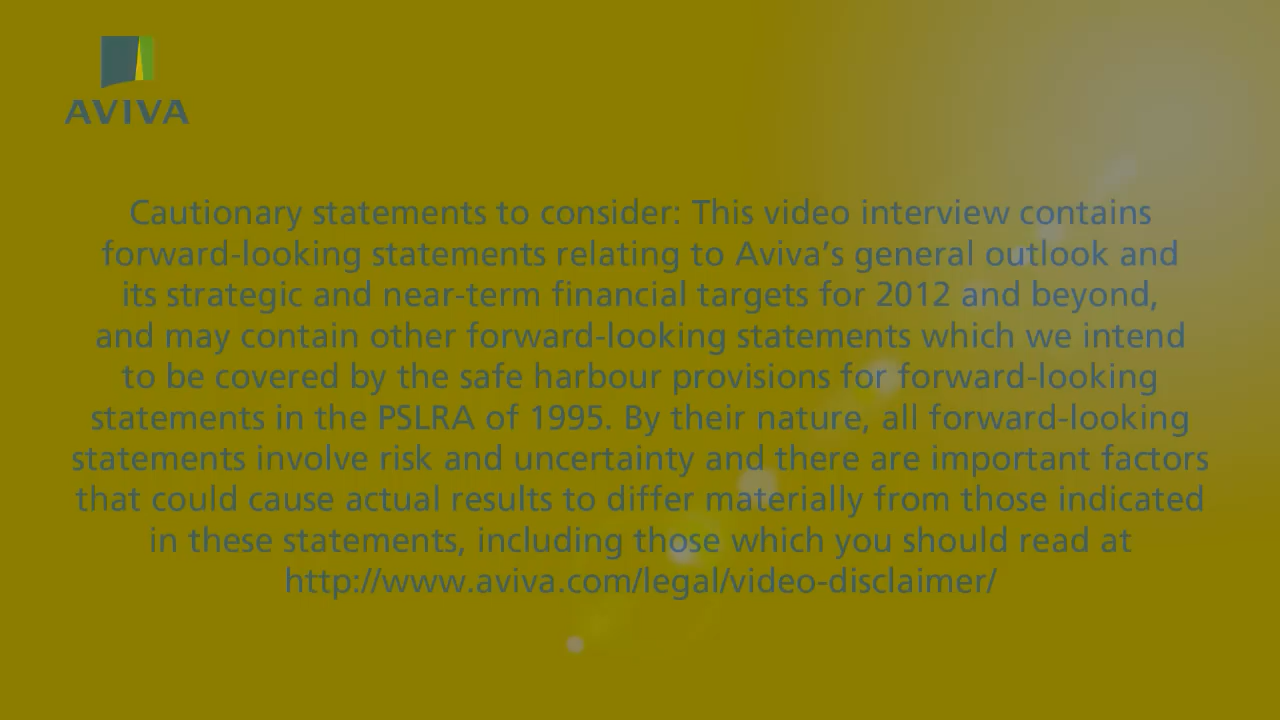 AVIVA
Cautionary statements to consider: This video interview contains
forward-looking statements relating to Aviva’s general outlook and
its strategic and near-term financial targets for 2012 and beyond,
and may contain other forward-looking statements which we intend
to be covered by the safe harbour provisions for forward-looking
statements in the PSLRA of 1995. By their nature, all forward-looking
statements involve risk and uncertainty and there are important factors
that could cause actual results to differ materially from those indicated
in these statements, including those which you should read at
http://www.aviva.com/legal/video-disclaimer/